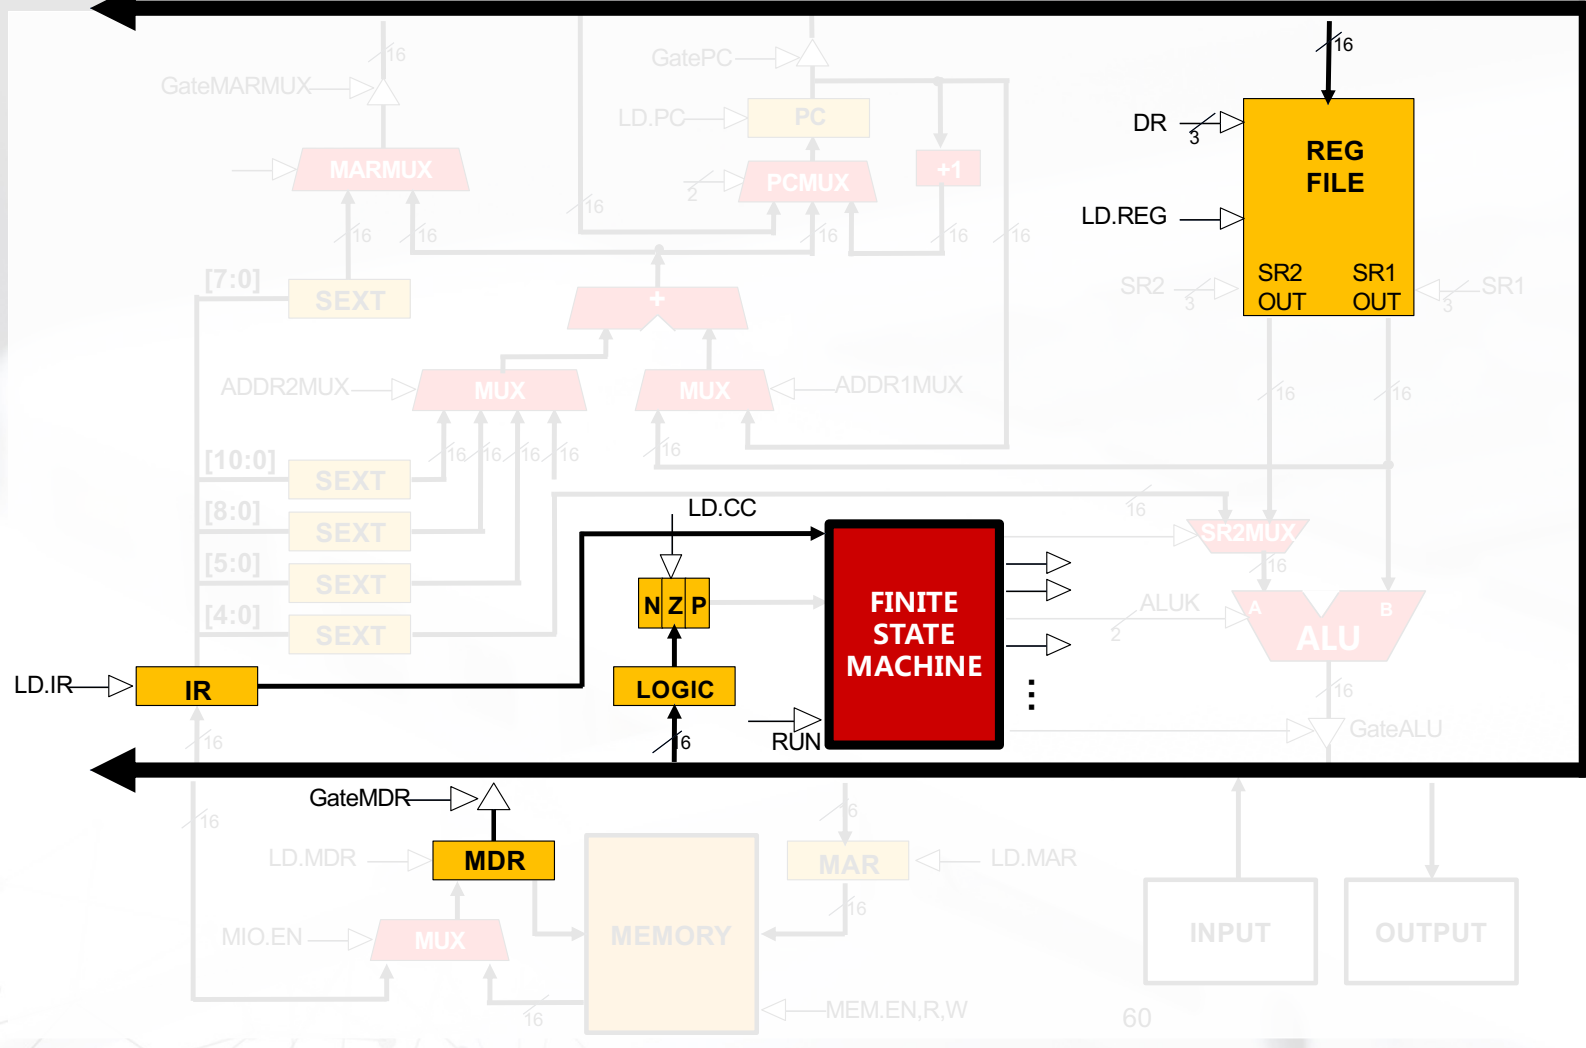 16
16
GatePC
GateMARMUX
LD.PC
PC
DR
3
REG
FILE
MARMUX
PCMUX
+1
2
16
LD.REG
16
16
16
16
16
[7:0]
SEXT
+
SR2
3
SR2
OUT
SR1
OUT
3
SR1
ADDR2MUX
MUX
MUX
ADDR1MUX
16
16
[10:0]
SEXT
16
16
16
16
16
[8:0]
SEXT
LD.CC
16
SR2MUX
[5:0]
SEXT
16
N Z P
FINITE
STATE
MACHINE
ALUK
2
A
B
ALU
[4:0]
SEXT
LD.IR
IR
LOGIC
16
16
16
RUN
⋮
GateALU
GateMDR
16
16
LD.MDR
MDR
MAR
LD.MAR
16
MIO.EN
MUX
MEMORY
INPUT
OUTPUT
16
MEM.EN,R,W
60